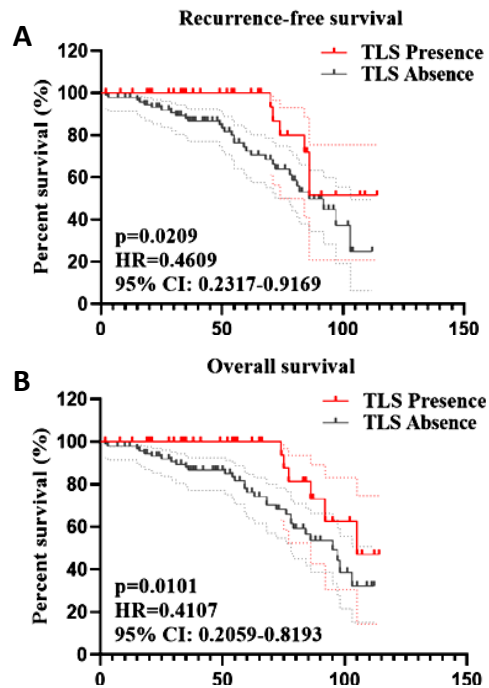 Recurrence-free survival
A
120
TLS Presence
TLS Absence
100
80
60
40
20
0
Percent survival (%)
p=0.0209
HR=0.4609
95% CI: 0.2317-0.9169
0 50 100 150
Overall survival
B
120
TLS Presence
TLS Absence
100
80
60
40
20
0
Percent survival (%)
p=0.0101
HR=0.4107
95% CI: 0.2059-0.8193
0 50 100 150